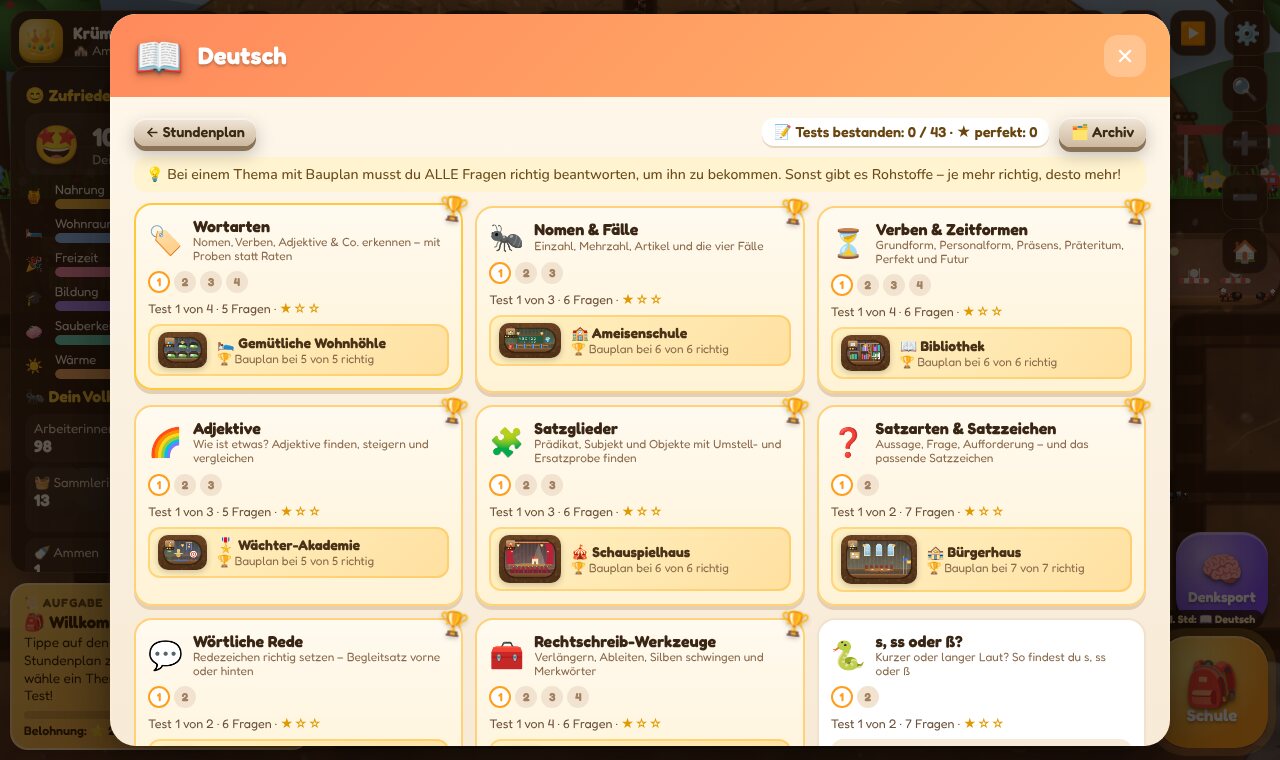 Deutsch
← Stundenplan
📝 Tests bestanden: 0 / 43 · ★ perfekt: 0
🗂️ Archiv
💡 Bei einem Thema mit Bauplan musst du ALLE Fragen richtig beantworten, um ihn zu bekommen. Sonst gibt es Rohstoffe – je mehr richtig, desto mehr!
Wortarten
Nomen, Verben, Adjektive & Co. erkennen – mit
Proben statt Raten
1 2 3 4
Test 1 von 4 · 5 Fragen · ★☆☆
Gemütliche Wohnhöhle
Bauplan bei 5 von 5 richtig
Nomen & Fälle
Einzahl, Mehrzahl, Artikel und die vier Fälle
1 2 3
Test 1 von 3 · 6 Fragen · ★☆☆
Ameisenschule
Bauplan bei 6 von 6 richtig
Verben & Zeitformen
Grundform, Personalform, Präsens, Präteritum,
Perfekt und Futur
1 2 3 4
Test 1 von 4 · 6 Fragen · ★☆☆
Bibliothek
Bauplan bei 6 von 6 richtig
Adjektive
Wie ist etwas? Adjektive finden, steigern und
vergleichen
1 2 3
Test 1 von 3 · 5 Fragen · ★☆☆
Wächter-Akademie
Bauplan bei 5 von 5 richtig
Satzglieder
Prädikat, Subjekt und Objekte mit Umstell- und
Ersatzprobe finden
1 2 3
Test 1 von 3 · 6 Fragen · ★☆☆
Schauspielhaus
Bauplan bei 6 von 6 richtig
Satzarten & Satzzeichen
Aussage, Frage, Aufforderung – und das
passende Satzzeichen
1 2
Test 1 von 2 · 7 Fragen · ★☆☆
Bürgerhaus
Bauplan bei 7 von 7 richtig
Wörtliche Rede
Redezeichen richtig setzen – Begleitsatz vorne
oder hinten
1 2
Test 1 von 2 · 6 Fragen · ★☆☆
Rechtschreib-Werkzeuge
Verlängern, Ableiten, Silben schwingen und
Merkwörter
1 2 3 4
Test 1 von 4 · 6 Fragen · ★☆☆
s, ss oder ß?
Kurzer oder langer Laut? So findest du s, ss
oder ß
1 2
Test 1 von 2 · 7 Fragen · ★☆☆
Nahrung
Freizeit
Bildung
Wärme
98
13
Ammen
AUFGABE
Tippe auf den
Test!
Belohnung:
Denksport
Std: 📖 Deutsch
Schule